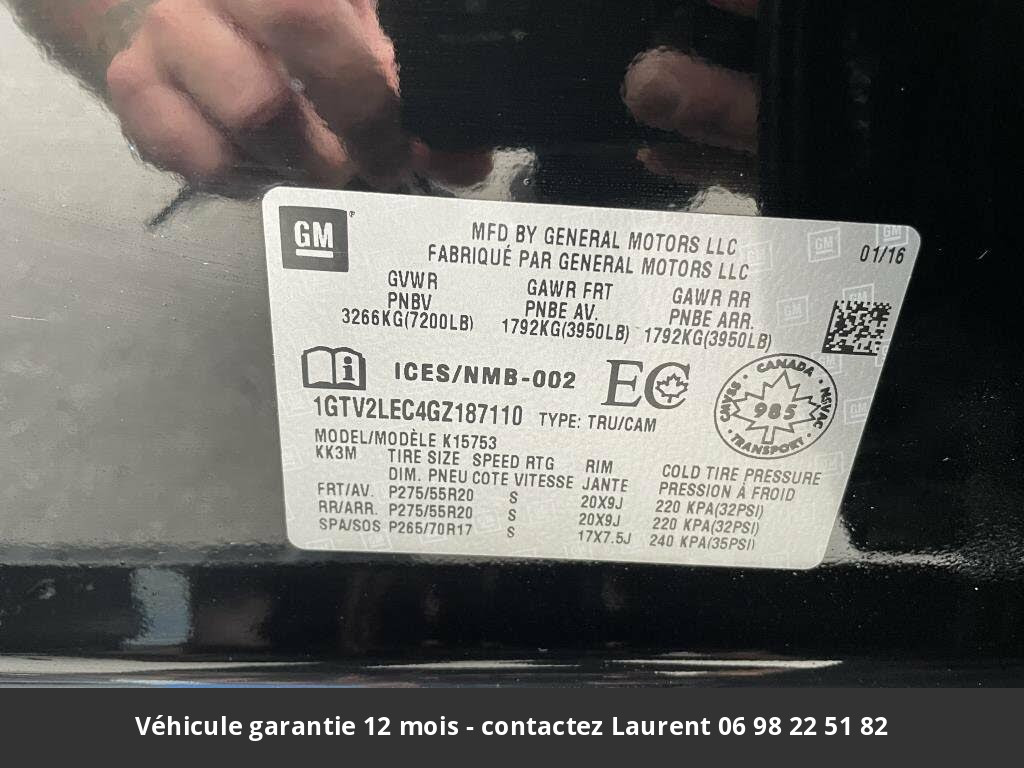 GM
MFD BY GENERAL MOTORS LLC
FABRIQUÉ PAR GENERAL MOTORS LLC
01/16
GVWR GAWR FRT GAWR RR
PNBV PNBE AV. PNBE ARR.
3266KG(7200LB) 1792KG(3950LB) 1792KG(3950LB)
i ICES/NMB-002 EC
CANADA
CMVSS 985 NSVAC
TRANSPORT
1GTV2LEC4GZ187110 TYPE: TRU/CAM
MODEL/MODÈLE K15753
KK3M TIRE SIZE SPEED RTG RIM COLD TIRE PRESSURE
DIM. PNEU COTE VITESSE JANTE PRESSION À FROID
FRT/AV. P275/55R20 S 20X9J 220 KPA(32PSI)
RR/ARR. P275/55R20 S 20X9J 220 KPA(32PSI)
SPA/SOS P265/70R17 S 17X7.5J 240 KPA(35PSI)
Véhicule garantie 12 mois - contactez Laurent 06 98 22 51 82